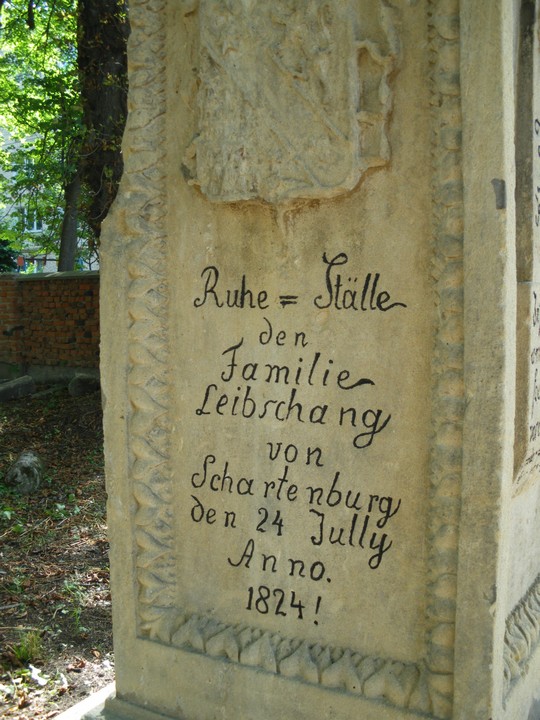 Ruhe = Ställe
den
Familie
Leibschang
von
Schartenburg
den 24 Jully
Anno.
1824!